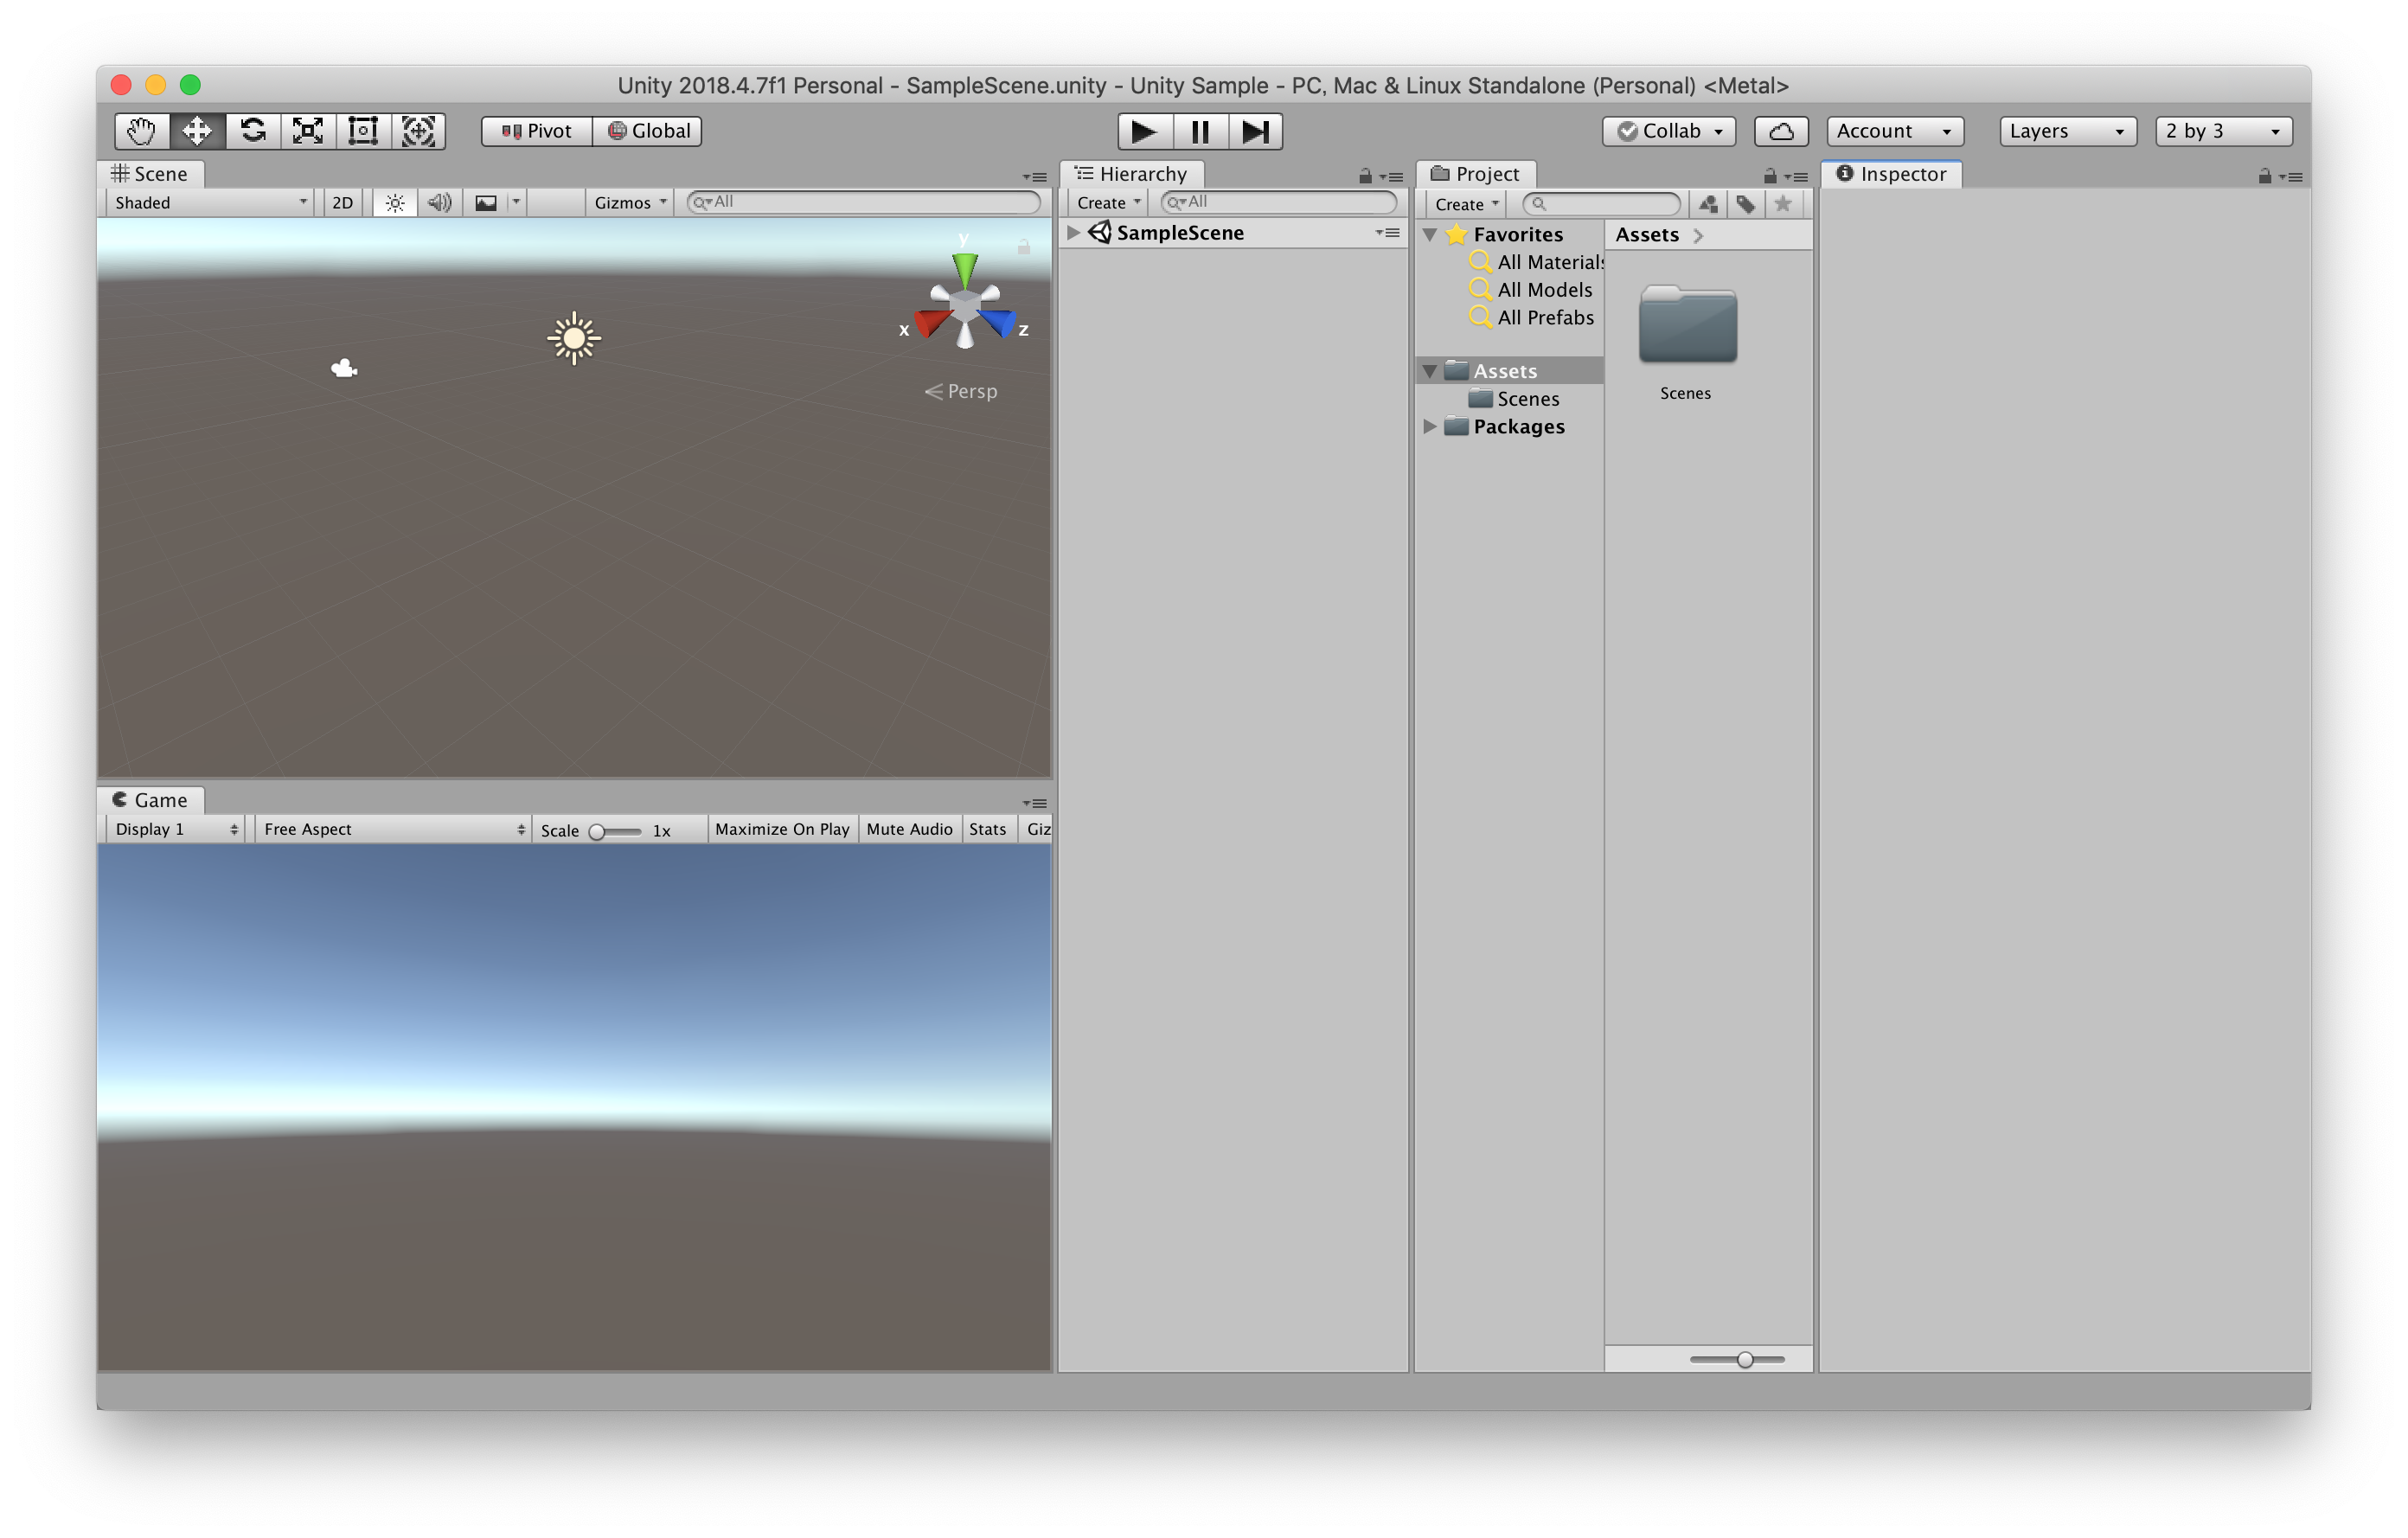 Unity 2018.4.7f1 Personal - SampleScene.unity - Unity Sample - PC, Mac & Linux Standalone (Personal) <Metal>
Pivot Global Collab Account Layers 2 by 3
Scene
Shaded 2D Gizmos All
y
x z
Persp
Game
Display 1 Free Aspect Scale 1x Maximize On Play Mute Audio Stats Giz
Hierarchy
Create All
SampleScene
Project
Create
Favorites
All Materials
All Models
All Prefabs
Assets
Scenes
Packages
Assets
Scenes
Inspector